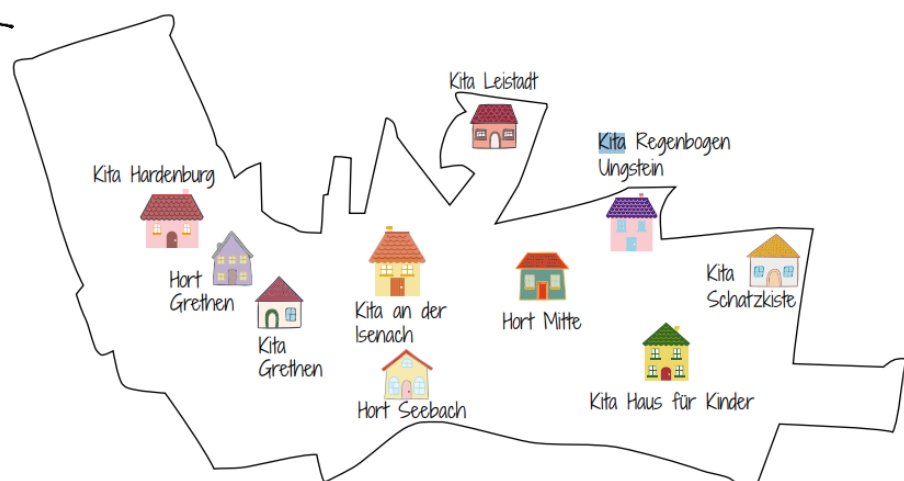 Kita Leistadt
Kita Regenbogen
Ungstein
Kita Hardenburg
Hort
Grethen
Kita
Schatzkiste
Kita an der
Isenach
Hort Mitte
Kita
Grethen
Hort Seebach
Kita Haus für Kinder